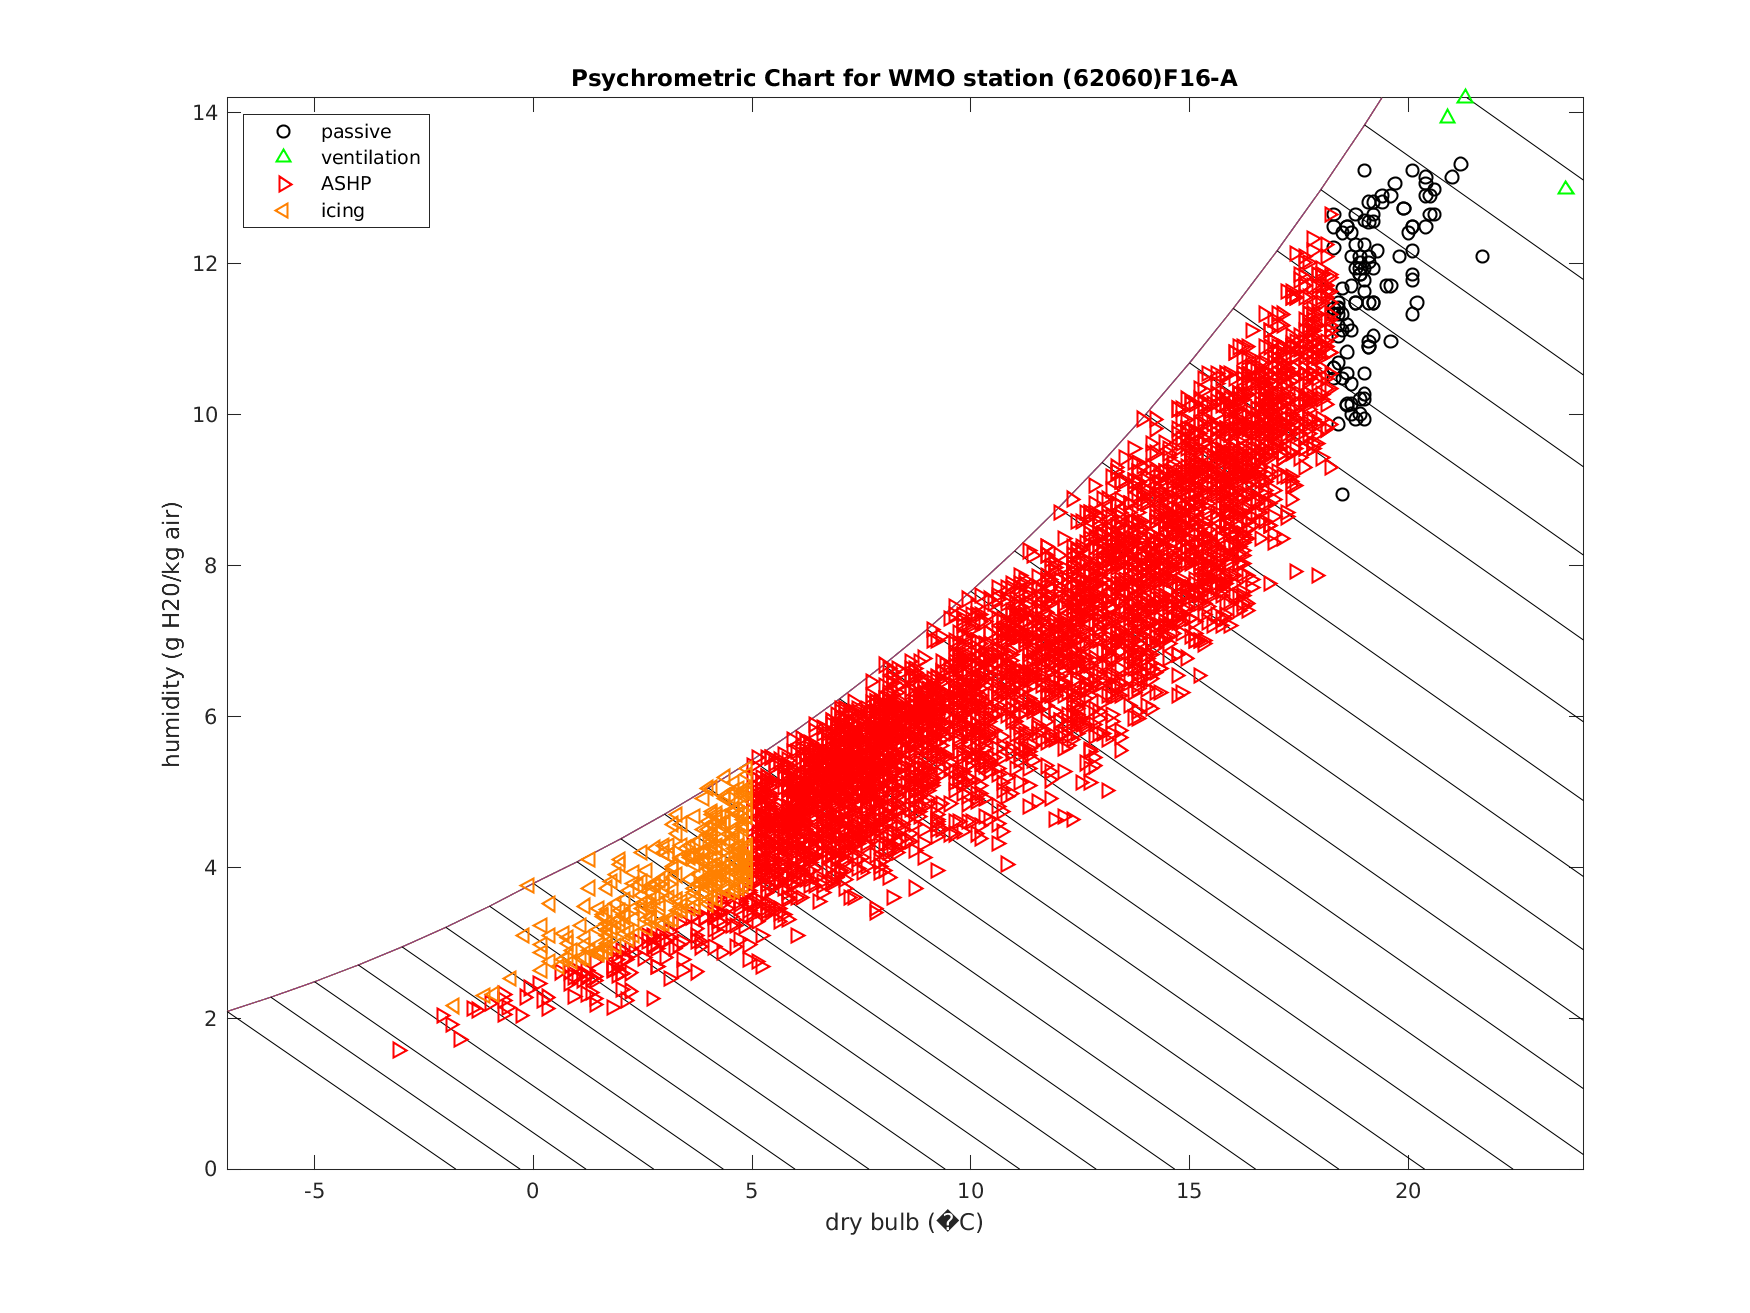 Psychrometric Chart for WMO station (62060)F16-A
passive
ventilation
ASHP
icing
14
12
10
8
6
4
2
0
humidity (g H20/kg air)
-5 0 5 10 15 20
dry bulb (�C)